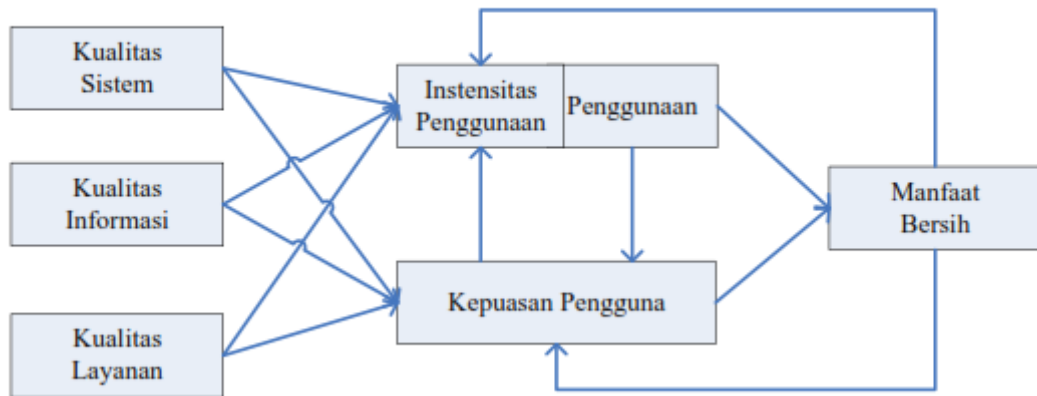 Kualitas
Sistem
Instensitas
Penggunaan
Penggunaan
Kualitas
Informasi
Manfaat
Bersih
Kepuasan Pengguna
Kualitas
Layanan